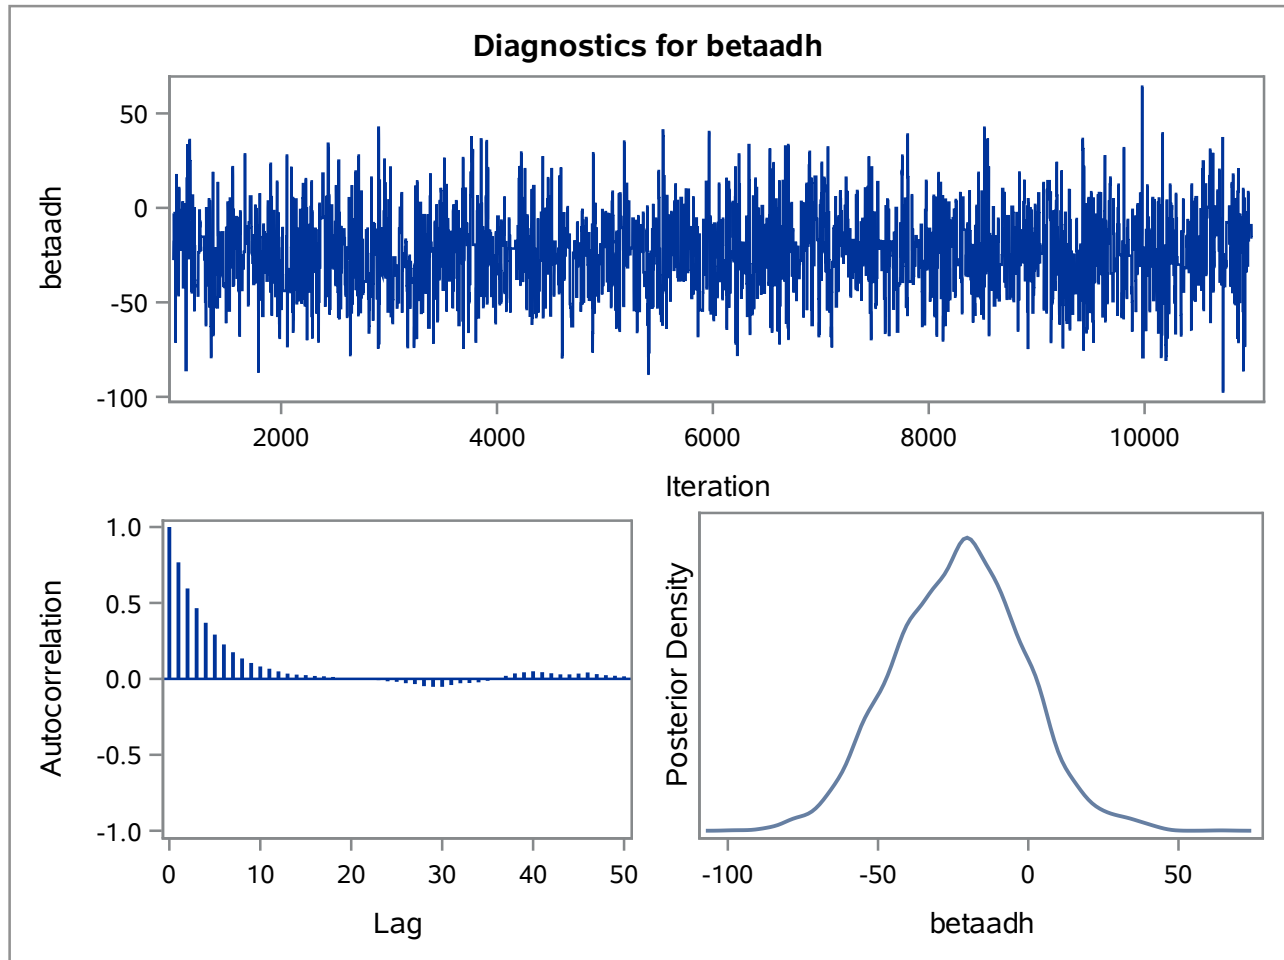 Diagnostics for betaadh
betaadh
50
0
-50
-100
2000 4000 6000 8000 10000
Iteration
Autocorrelation
1.0
0.5
0.0
-0.5
-1.0
0 10 20 30 40 50
Lag
Posterior Density
-100 -50 0 50
betaadh